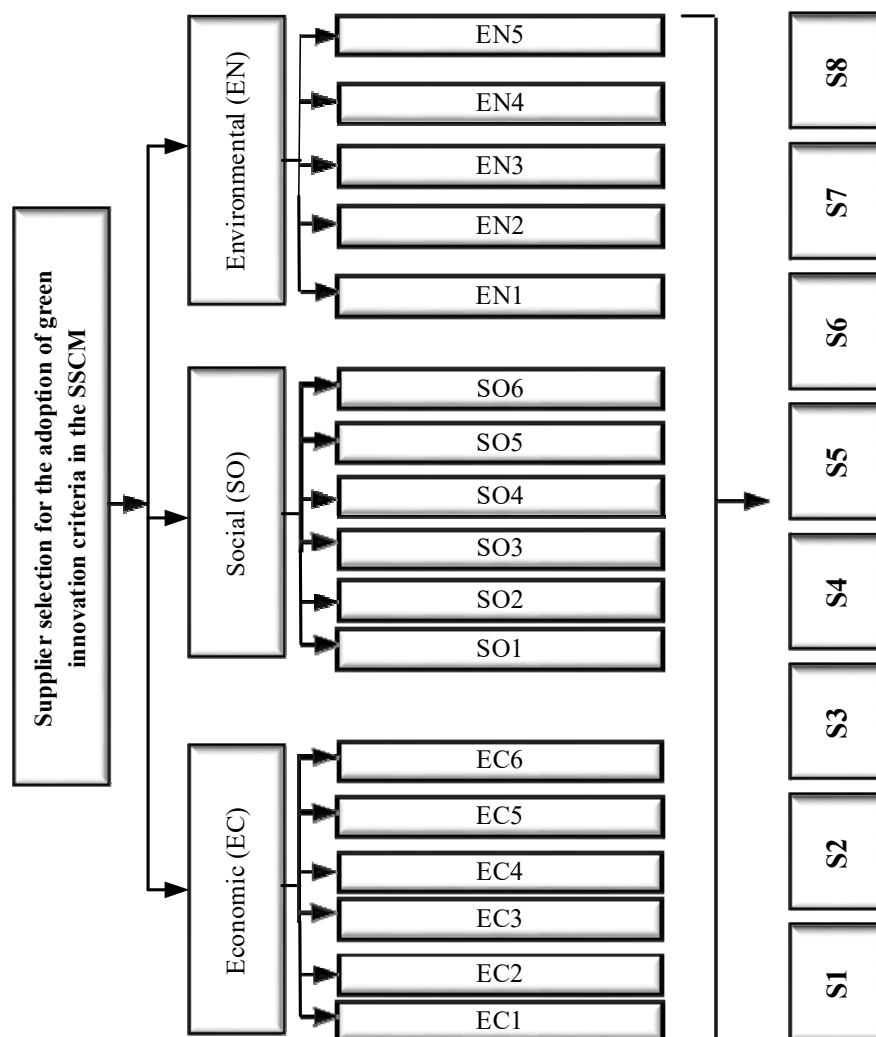 Supplier selection for the adoption of green
innovation criteria in the SSCM
Environmental (EN)
EN5
EN4
EN3
EN2
EN1
Social (SO)
SO6
SO5
SO4
SO3
SO2
SO1
Economic (EC)
EC6
EC5
EC4
EC3
EC2
EC1
S8
S7
S6
S5
S4
S3
S2
S1